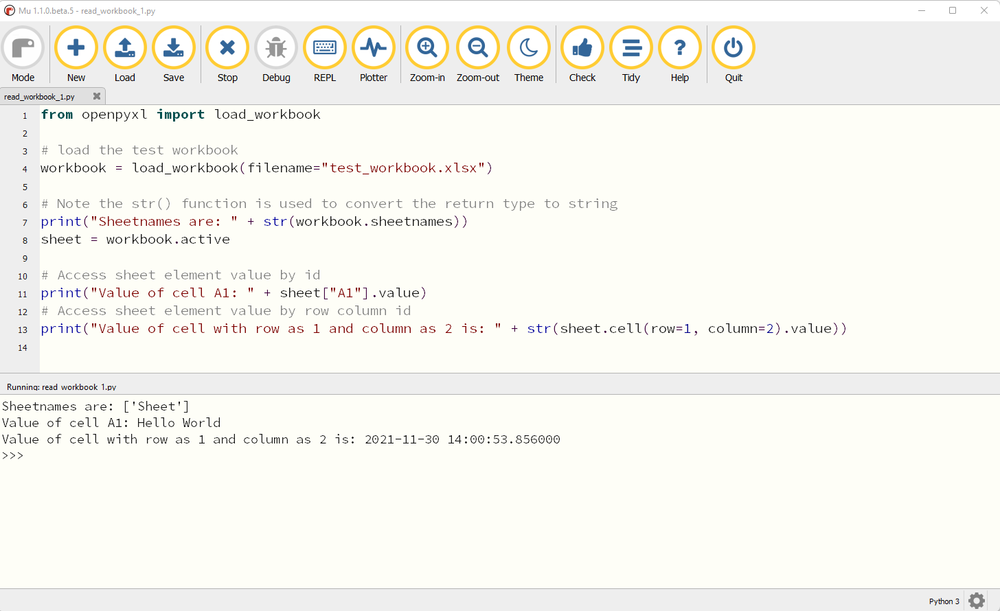 Mu 1.1.0.beta.5 - read_workbook_1.py
Mode New Load Save Stop Debug REPL Plotter Zoom-in Zoom-out Theme Check Tidy Help Quit
read_workbook_1.py
1 from openpyxl import load_workbook
2
3 # load the test workbook
4 workbook = load_workbook(filename="test_workbook.xlsx")
5
6 # Note the str() function is used to convert the return type to string
7 print("Sheetnames are: " + str(workbook.sheetnames))
8 sheet = workbook.active
9
10 # Access sheet element value by id
11 print("Value of cell A1: " + sheet["A1"].value)
12 # Access sheet element value by row column id
13 print("Value of cell with row as 1 and column as 2 is: " + str(sheet.cell(row=1, column=2).value))
14
Running: read_workbook_1.py
Sheetnames are: ['Sheet']
Value of cell A1: Hello World
Value of cell with row as 1 and column as 2 is: 2021-11-30 14:00:53.856000
>>>
Python 3